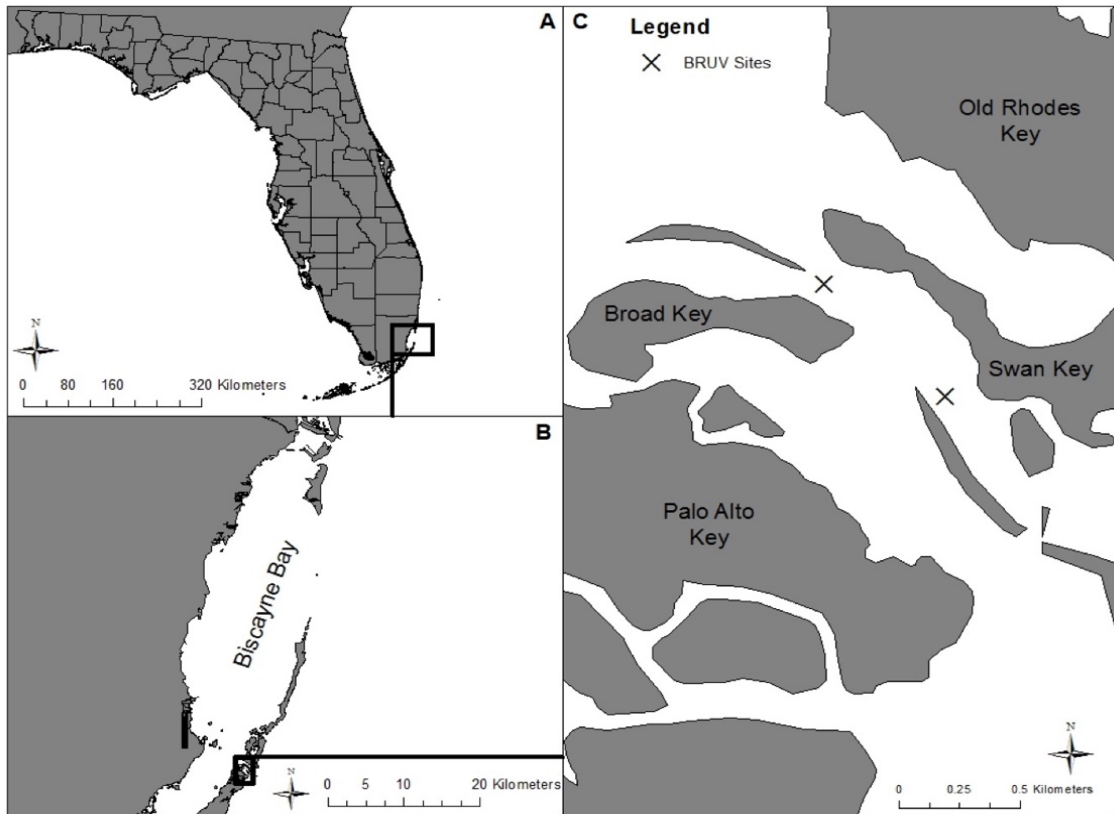 A
N
0 80 160 320 Kilometers
B
Biscayne Bay
N
0 5 10 20 Kilometers
C
Legend
BRUV Sites
Old Rhodes
Key
Broad Key
Swan Key
Palo Alto
Key
N
0 0.25 0.5 Kilometers